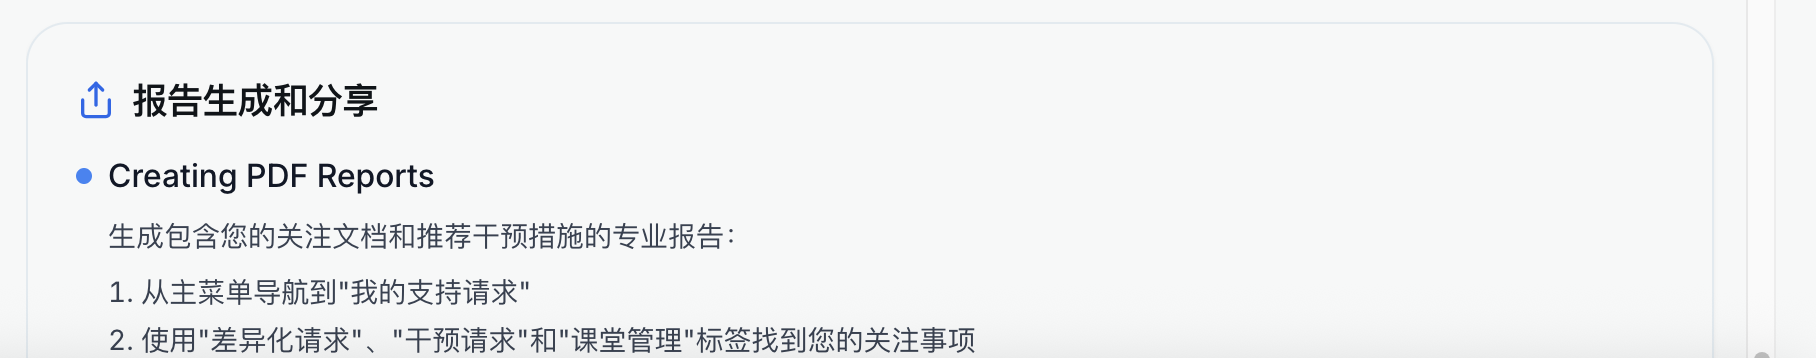 报告生成和分享
Creating PDF Reports
生成包含您的关注文档和推荐干预措施的专业报告：
1. 从主菜单导航到"我的支持请求"
2. 使用"差异化请求"、"干预请求"和"课堂管理"标签找到您的关注事项